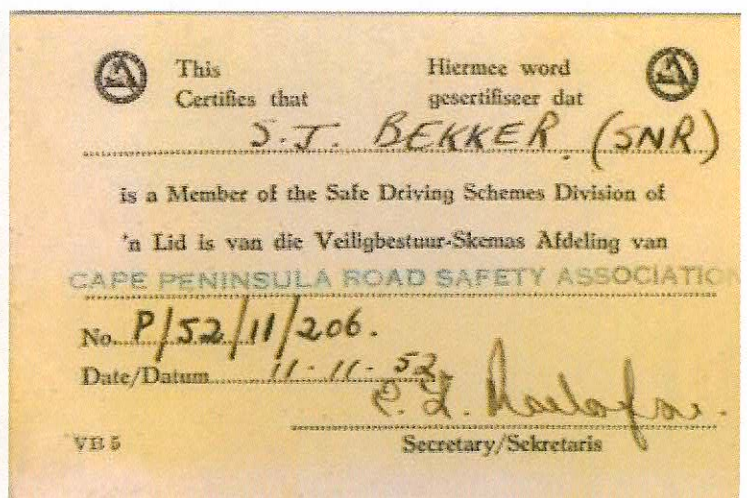 This Hiermee word
Certifies that gesertifiseer dat
S.J. BEKKER. (SNR)
is a Member of the Safe Driving Schemes Division of
'n Lid is van die Veiligbestuur-Skemas Afdeling van
CAPE PENINSULA ROAD SAFETY ASSOCIATION
No. P/52/11/206.
Date/Datum 11-11-52
VB 5 Secretary/Sekretaris